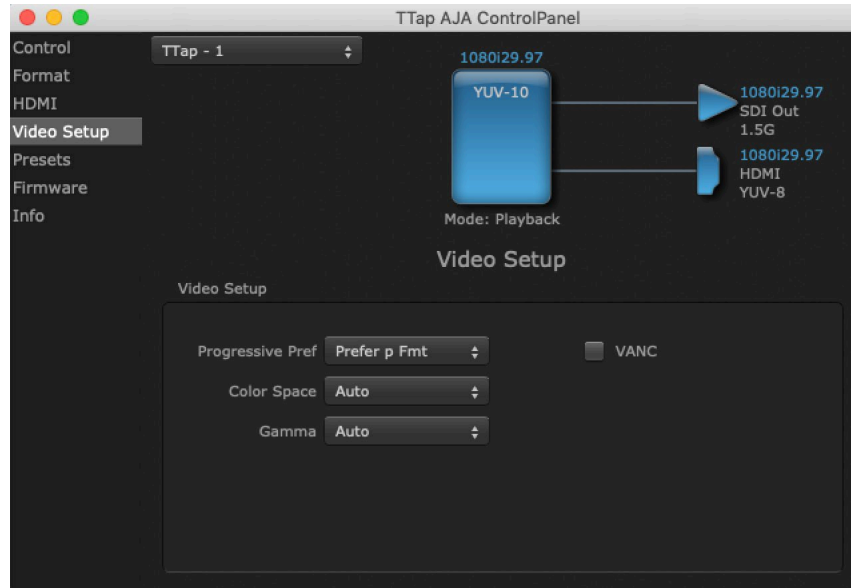 TTap AJA ControlPanel
Control
Format
HDMI
Video Setup
Presets
Firmware
Info
TTap - 1
1080i29.97
YUV-10
Mode: Playback
1080i29.97
SDI Out
1.5G
1080i29.97
HDMI
YUV-8
Video Setup
Video Setup
Progressive Pref Prefer p Fmt VANC
Color Space Auto
Gamma Auto